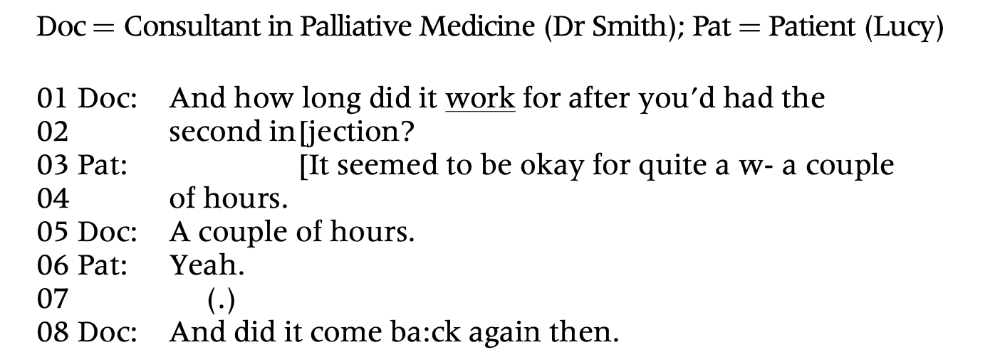 Doc = Consultant in Palliative Medicine (Dr Smith); Pat = Patient (Lucy)
01 Doc: And how long did it work for after you’d had the
02 second in[jection?
03 Pat: [It seemed to be okay for quite a w- a couple
04 of hours.
05 Doc: A couple of hours.
06 Pat: Yeah.
07 (.)
08 Doc: And did it come ba:ck again then.